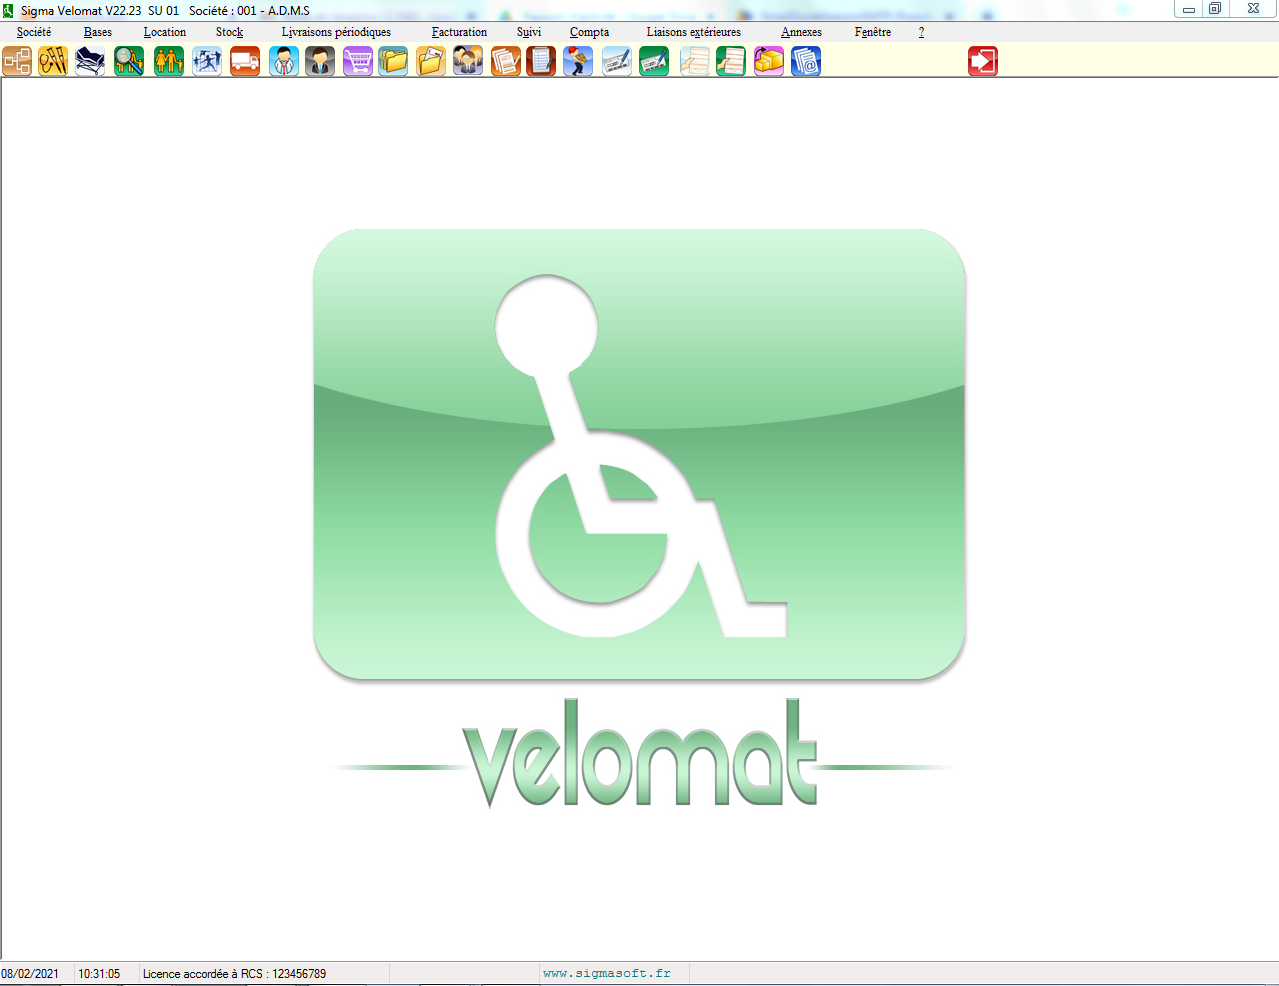 Sigma Velomat V22.23 SU 01 Société : 001 - A.D.M.S
Société Bases Location Stock Livraisons périodiques Facturation Suivi Compta Liaisons extérieures Annexes Fenêtre ?
velomat
08/02/2021 10:31:05 Licence accordée à RCS : 123456789 www.sigmasoft.fr